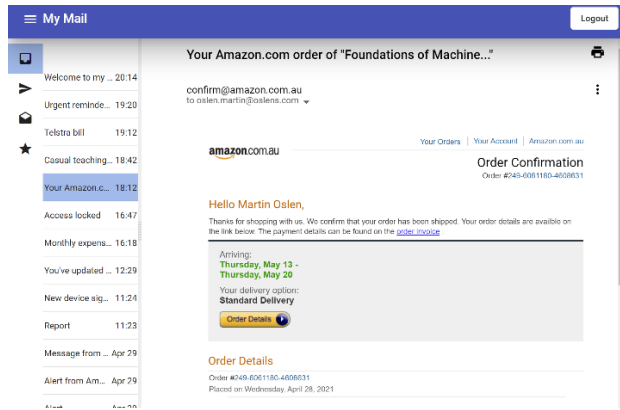 My Mail
Logout
Welcome to my ... 20:14
Urgent reminde... 19:20
Telstra bill 19:12
Casual teaching... 18:42
Your Amazon.c... 18:12
Access locked 16:47
Monthly expens... 16:18
You've updated ... 12:29
New device sig... 11:24
Report 11:23
Message from ... Apr 29
Alert from Am... Apr 29
Alert Apr 29
Your Amazon.com order of "Foundations of Machine..."
confirm@amazon.com.au
to oslen.martin@oslens.com
Your Orders | Your Account | Amazon.com.au
amazon.com.au
Order Confirmation
Order #249-6061180-4608631
Hello Martin Oslen,
Thanks for shopping with us. We confirm that your order has been shipped. Your order details are availble on
the link below. The payment details can be found on the order invoice
Arriving:
Thursday, May 13 -
Thursday, May 20
Your delivery option:
Standard Delivery
Order Details
Order Details
Order #249-6061180-4608631
Placed on Wednesday, April 28, 2021